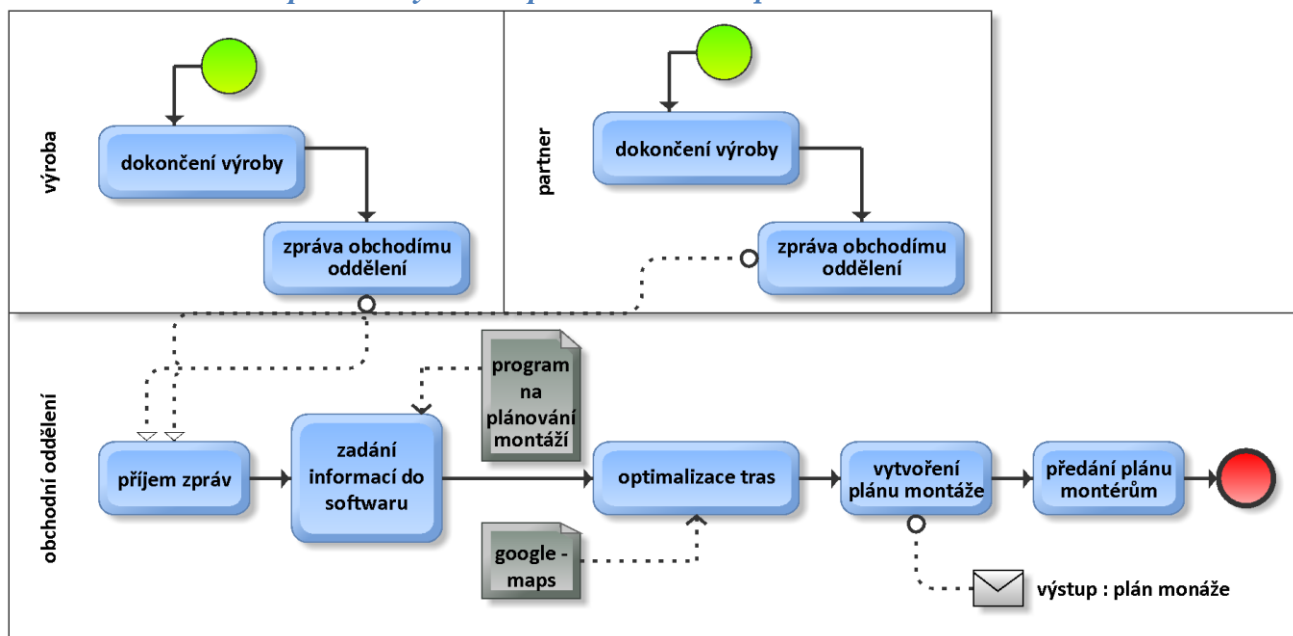 výroba
dokončení výroby
zpráva obchodímu
oddělení
partner
dokončení výroby
zpráva obchodímu
oddělení
obchodní oddělení
příjem zpráv
zadání
informací do
softwaru
program
na
plánování
montáží
google -
maps
optimalizace tras
vytvoření
plánu montáže
předání plánu
montérům
výstup : plán monáže